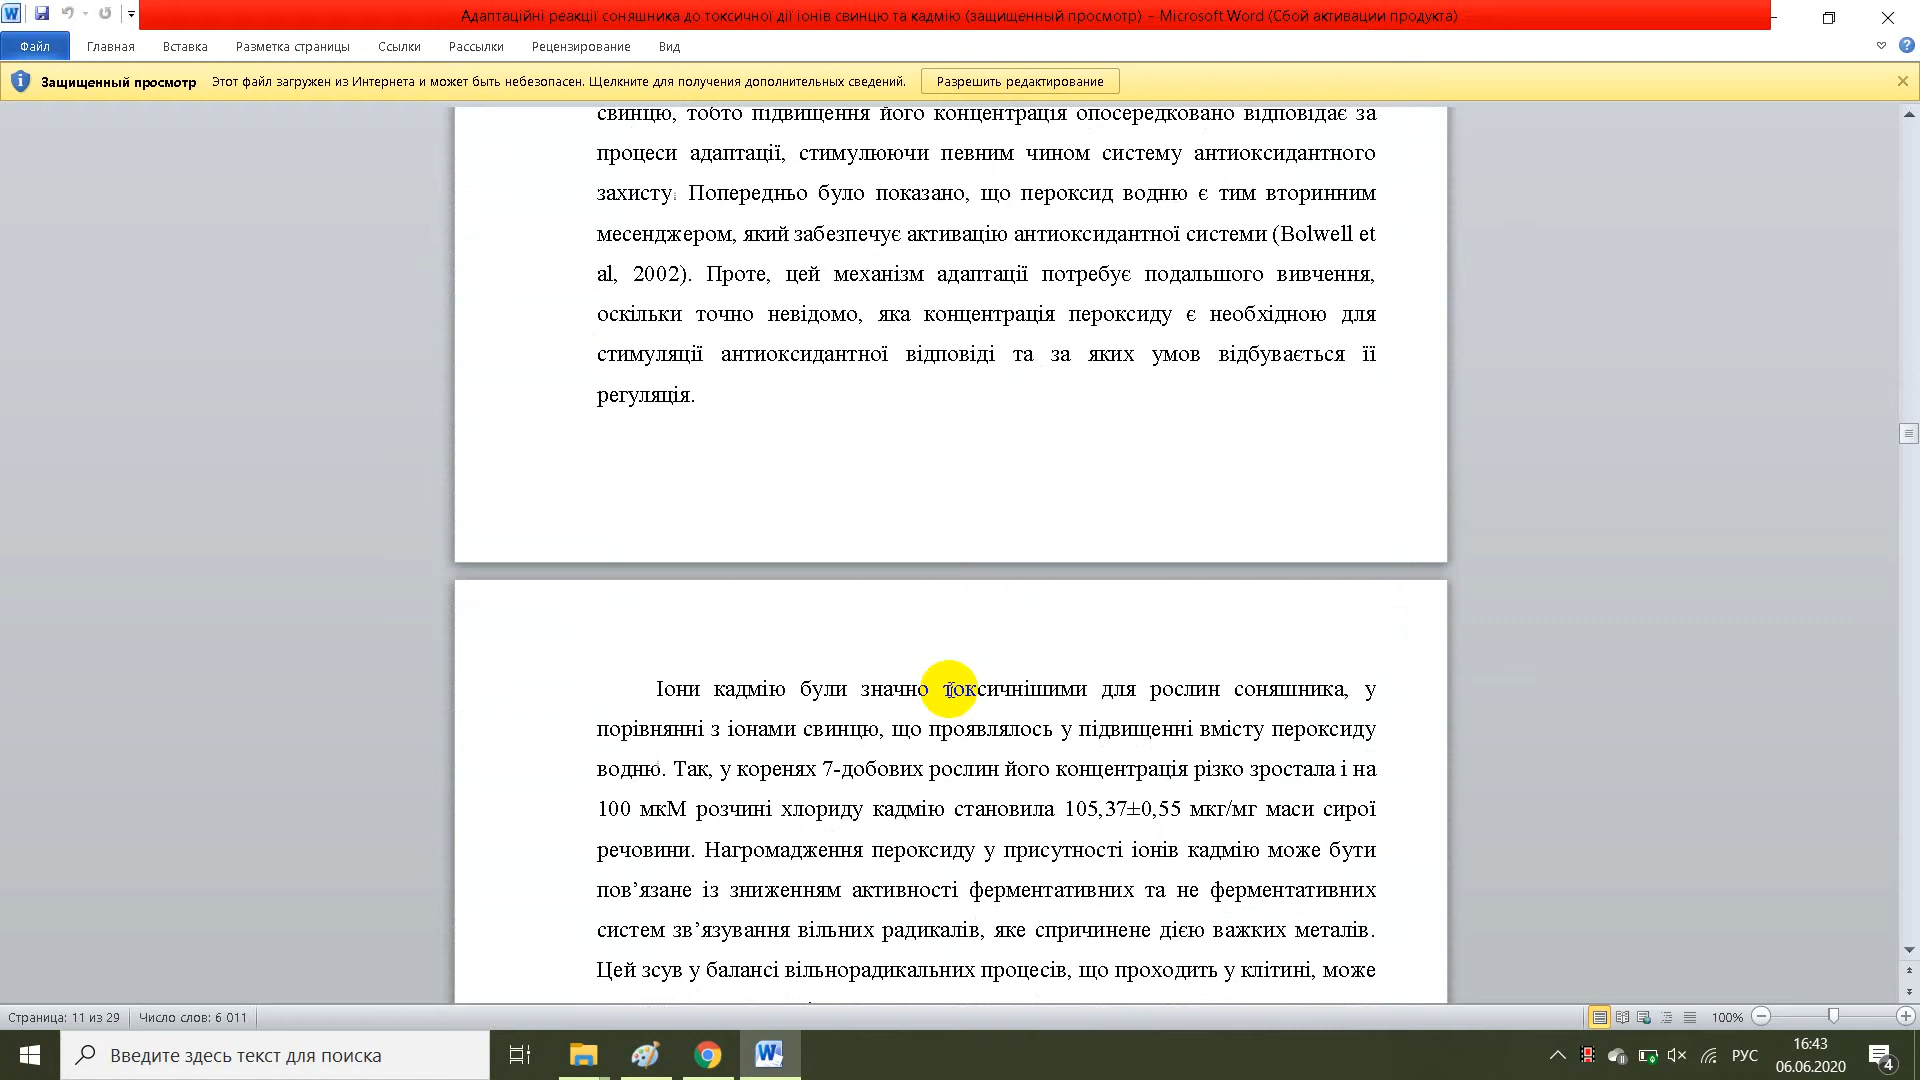 Адаптаційні реакції соняшника до токсичної дії іонів свинцю та кадмію (защищенный просмотр) - Microsoft Word (Сбой активации продукта)
Файл Главная Вставка Разметка страницы Ссылки Рассылки Рецензирование Вид
Защищенный просмотр Этот файл загружен из Интернета и может быть небезопасен. Щелкните для получения дополнительных сведений. Разрешить редактирование
свинцю, тобто підвищення його концентрація опосередковано відповідає за
процеси адаптації, стимулюючи певним чином систему антиоксидантного
захисту. Попередньо було показано, що пероксид водню є тим вторинним
месенджером, який забезпечує активацію антиоксидантної системи (Bolwell et
al, 2002). Проте, цей механізм адаптації потребує подальшого вивчення,
оскільки точно невідомо, яка концентрація пероксиду є необхідною для
стимуляції антиоксидантної відповіді та за яких умов відбувається її
регуляція.
Іони кадмію були значно токсичнішими для рослин соняшника, у
порівнянні з іонами свинцю, що проявлялось у підвищенні вмісту пероксиду
водню. Так, у коренях 7-добових рослин його концентрація різко зростала і на
100 мкМ розчині хлориду кадмію становила 105,37±0,55 мкг/мг маси сирої
речовини. Нагромадження пероксиду у присутності іонів кадмію може бути
пов’язане із зниженням активності ферментативних та не ферментативних
систем зв’язування вільних радикалів, яке спричинене дією важких металів.
Цей зсув у балансі вільнорадикальних процесів, що проходить у клітині, може
Страница: 11 из 29 Число слов: 6 011 100%
Введите здесь текст для поиска РУС 16:43
06.06.2020 4